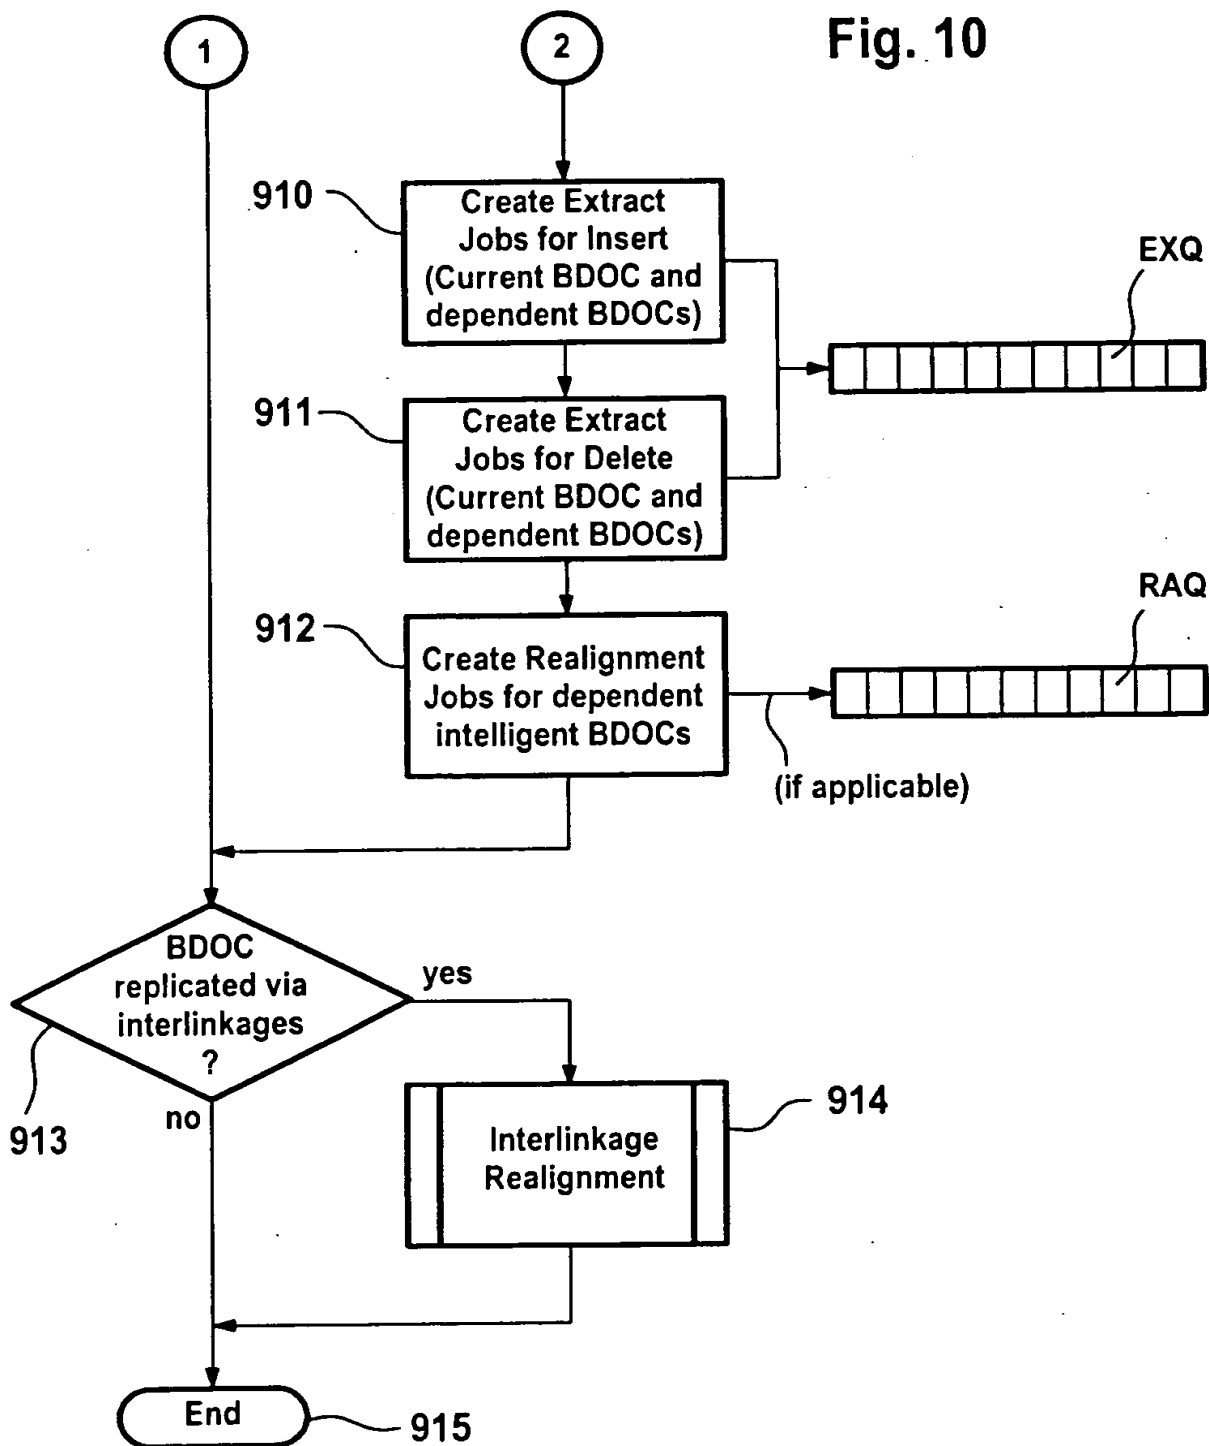 1
2
Fig. 10
910
Create Extract
Jobs for Insert
(Current BDOC and
dependent BDOCs)
EXQ
911
Create Extract
Jobs for Delete
(Current BDOC and
dependent BDOCs)
RAQ
912
Create Realignment
Jobs for dependent
intelligent BDOCs
(if applicable)
BDOC
replicated via
interlinkages
?
yes
913
no
Interlinkage
Realignment
914
End
915